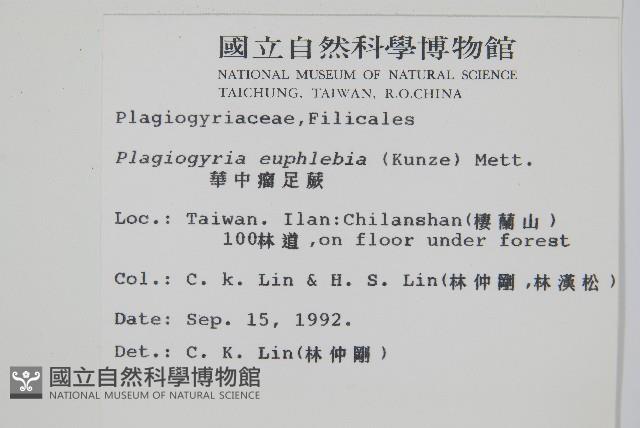 國立自然科學博物館
NATIONAL MUSEUM OF NATURAL SCIENCE
TAICHUNG, TAIWAN, R.O.CHINA
Plagiogyriaceae,Filicales
Plagiogyria euphlebia (Kunze) Mett.
華中瘤足蕨
Loc.: Taiwan. Ilan:Chilanshan(棲蘭山)
100林道,on floor under forest
Col.: C. k. Lin & H. S. Lin(林仲剛,林漢松)
Date: Sep. 15, 1992.
Det.: C. K. Lin(林仲剛)
國立自然科學博物館
NATIONAL MUSEUM OF NATURAL SCIENCE